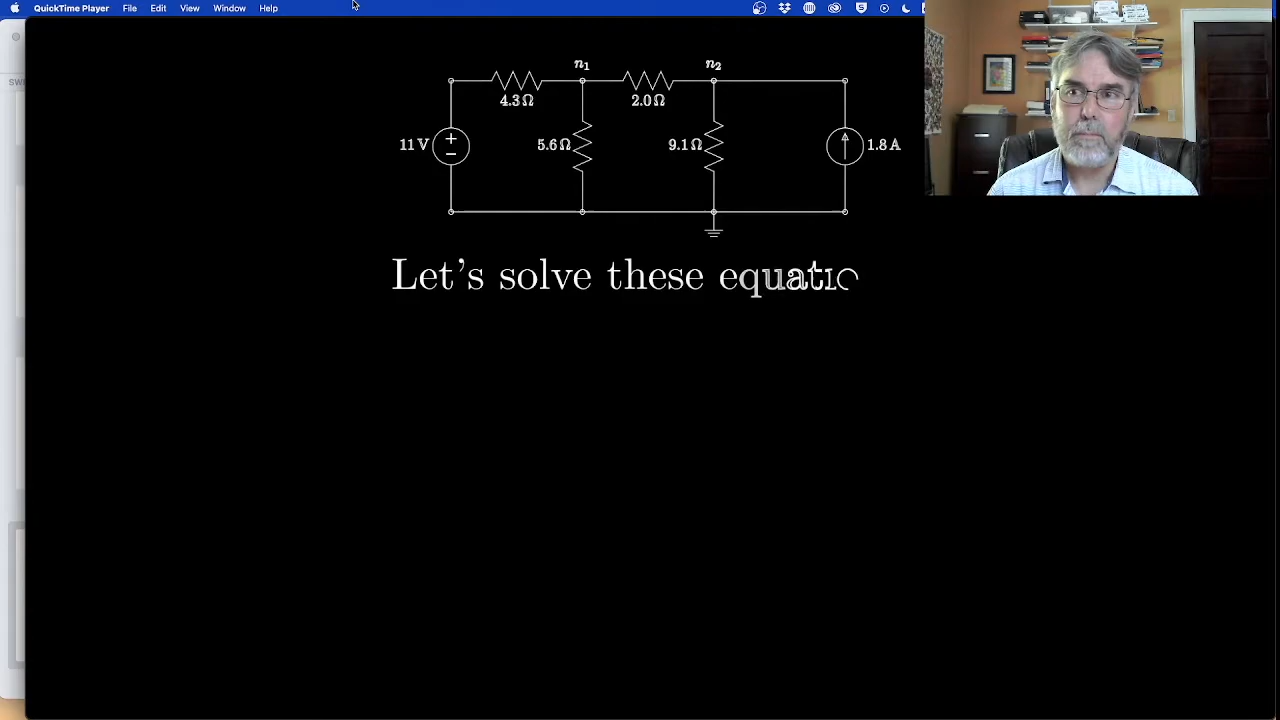 QuickTime Player File Edit View Window Help
n₁ n₂
4.3 Ω 2.0 Ω
11 V + − 5.6 Ω 9.1 Ω 1.8 A
Let's solve these equatio